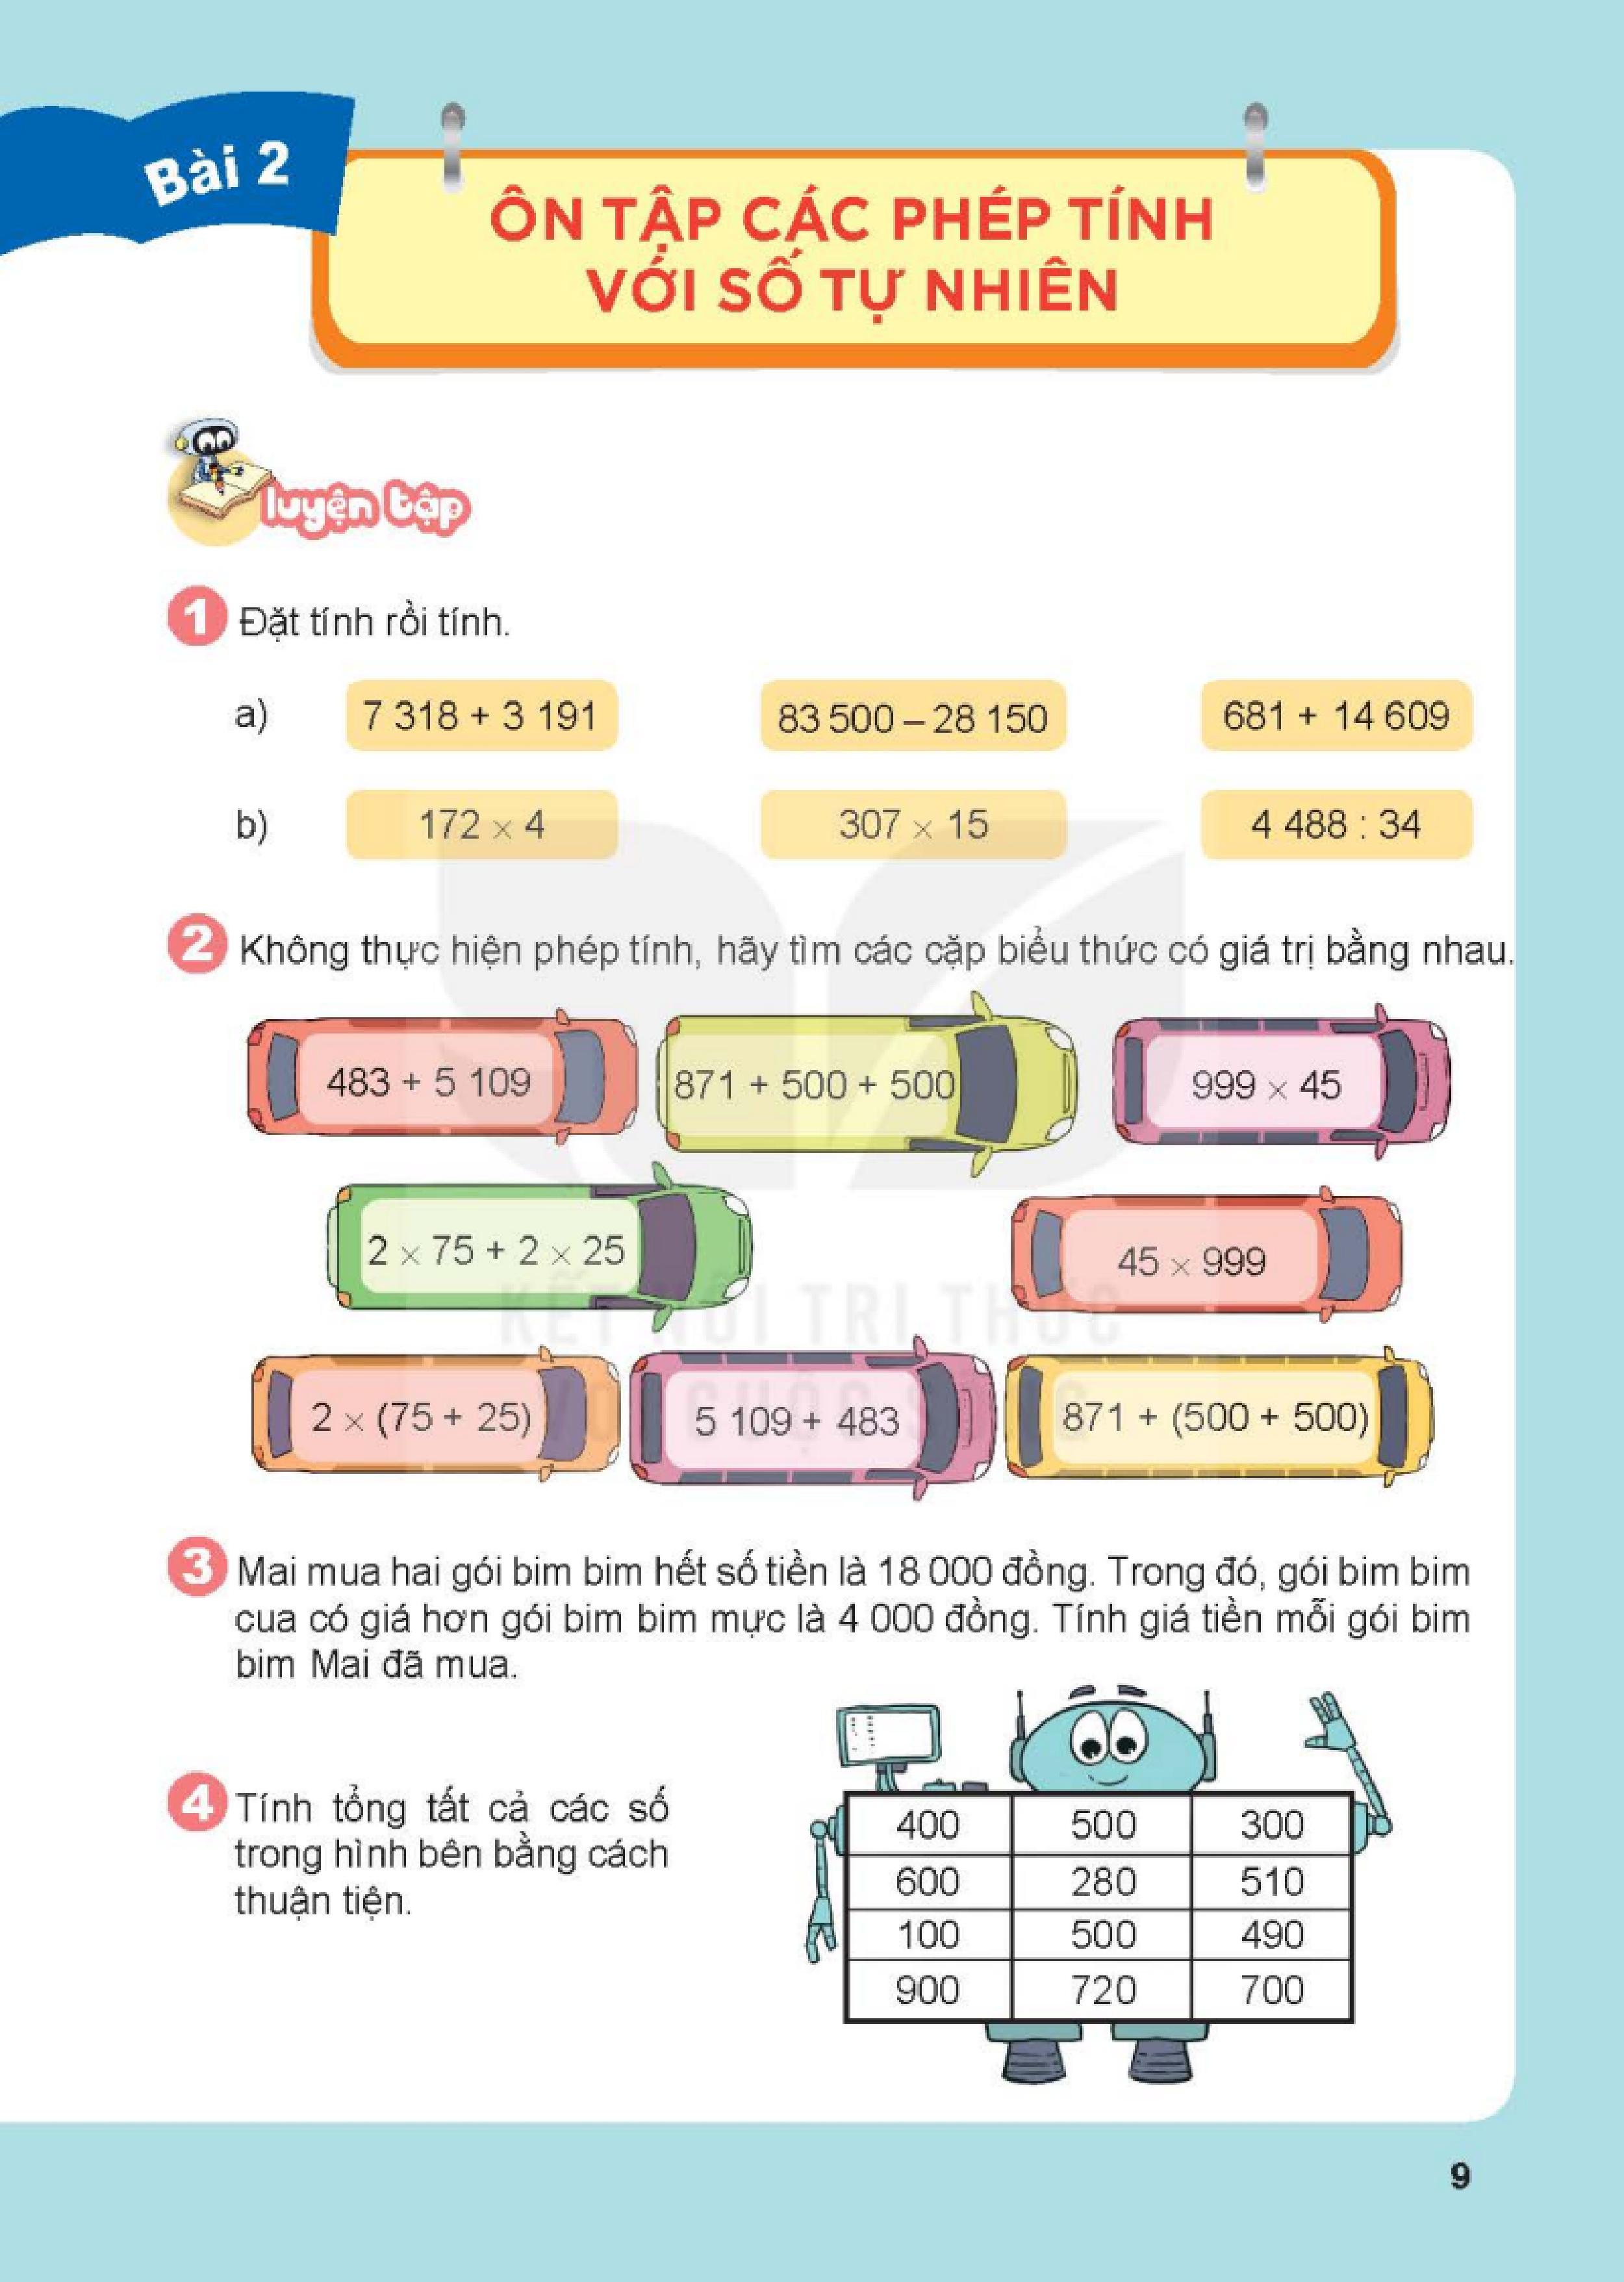 Bài 2
ÔN TẬP CÁC PHÉP TÍNH
VỚI SỐ TỰ NHIÊN
luyện tập
1 Đặt tính rồi tính.
a) 7 318 + 3 191 83 500 – 28 150 681 + 14 609
b) 172 × 4 307 × 15 4 488 : 34
2 Không thực hiện phép tính, hãy tìm các cặp biểu thức có giá trị bằng nhau.
483 + 5 109 871 + 500 + 500 999 × 45
2 × 75 + 2 × 25 45 × 999
KẾT NỐI TRI THỨC
VỚI CUỘC SỐNG
2 × (75 + 25) 5 109 + 483 871 + (500 + 500)
3 Mai mua hai gói bim bim hết số tiền là 18 000 đồng. Trong đó, gói bim bim
cua có giá hơn gói bim bim mực là 4 000 đồng. Tính giá tiền mỗi gói bim
bim Mai đã mua.
4 Tính tổng tất cả các số
trong hình bên bằng cách
thuận tiện.
400 500 300
600 280 510
100 500 490
900 720 700
9